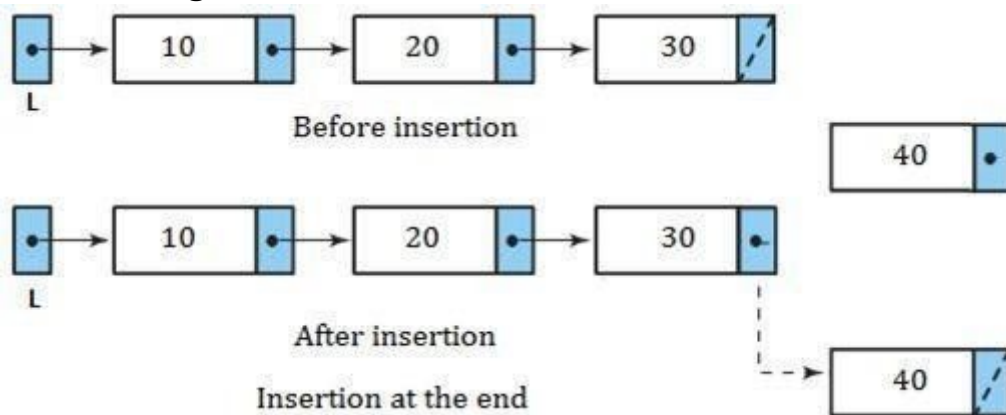 10 20 30
L
Before insertion
40
10 20 30
L
After insertion
40
Insertion at the end